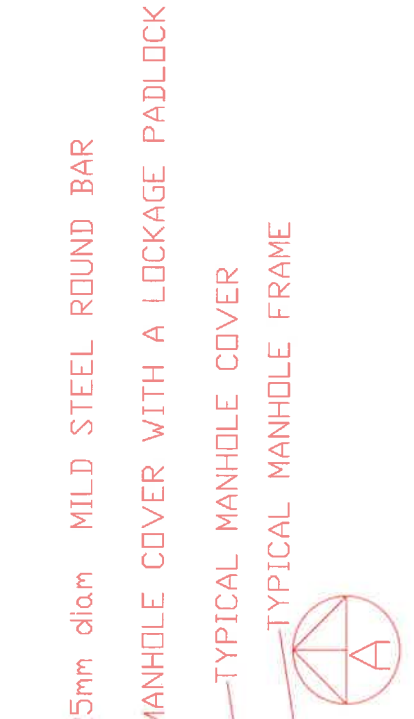 5mm diam MILD STEEL ROUND BAR
MANHOLE COVER WITH A LOCKAGE PADLOCK
TYPICAL MANHOLE COVER
TYPICAL MANHOLE FRAME
A